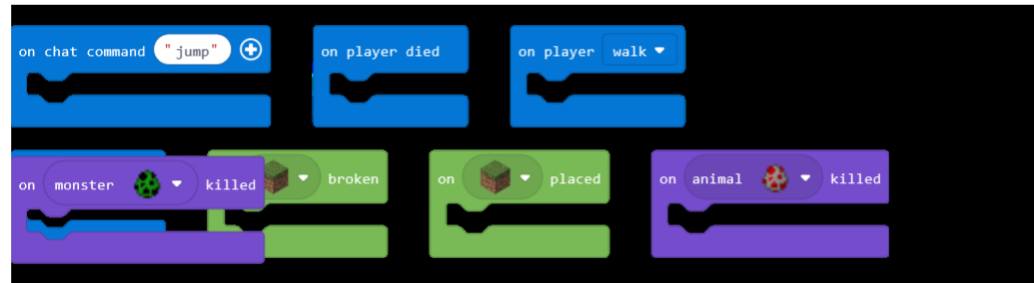 on chat command "jump"
on player died
on player walk
on monster killed
broken
on placed
on animal killed